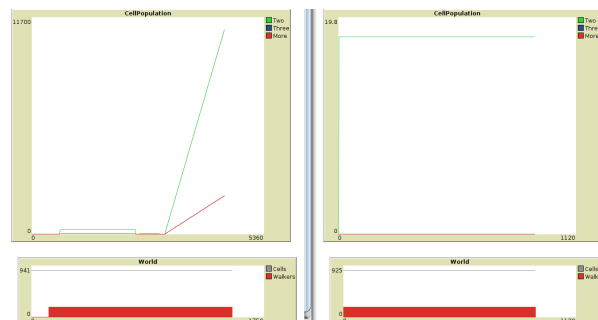 CellPopulation
11700
Two
Three
More
0
0
5360
World
941
Cells
Walkers
0
CellPopulation
19.8
Two
Three
More
0
0
1120
World
925
Cells
Walkers
0